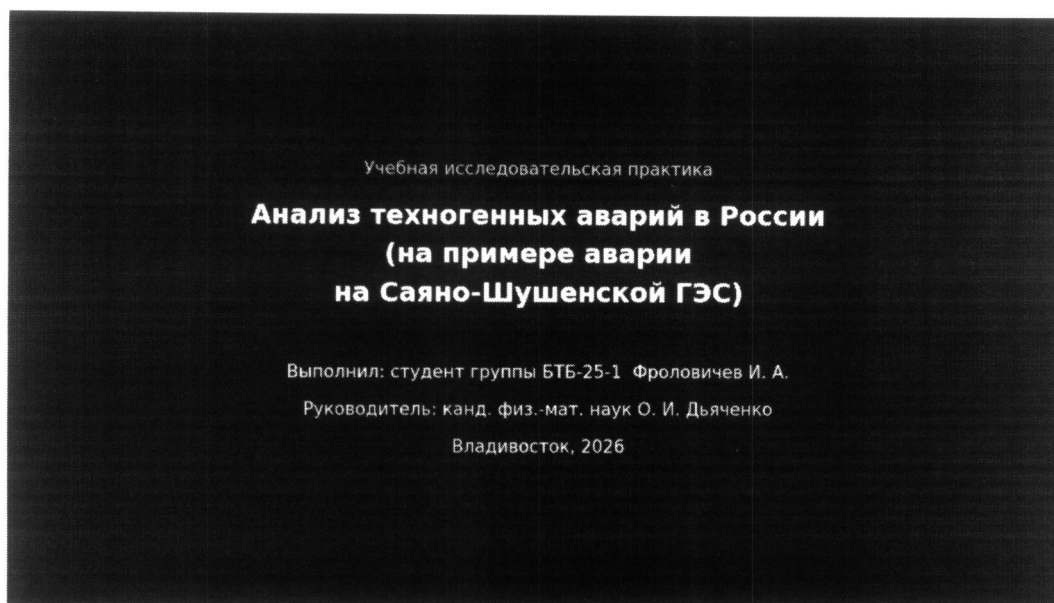 Учебная исследовательская практика
Анализ техногенных аварий в России
(на примере аварии
на Саяно-Шушенской ГЭС)
Выполнил: студент группы БТБ-25-1 Фроловичев И. А.
Руководитель: канд. физ.-мат. наук О. И. Дьяченко
Владивосток, 2026